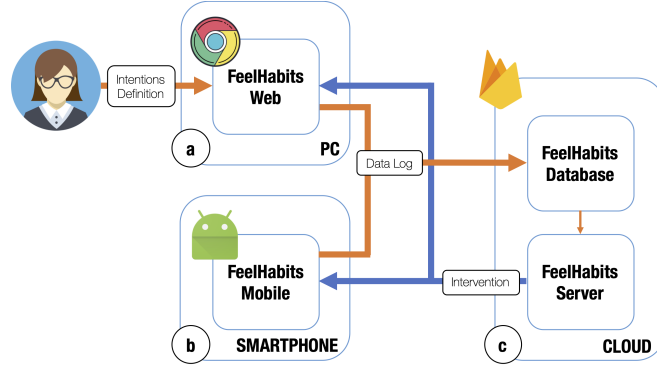 Intentions
Definition
FeelHabits
Web
a
PC
Data Log
FeelHabits
Database
FeelHabits
Mobile
b
SMARTPHONE
Intervention
FeelHabits
Server
c
CLOUD